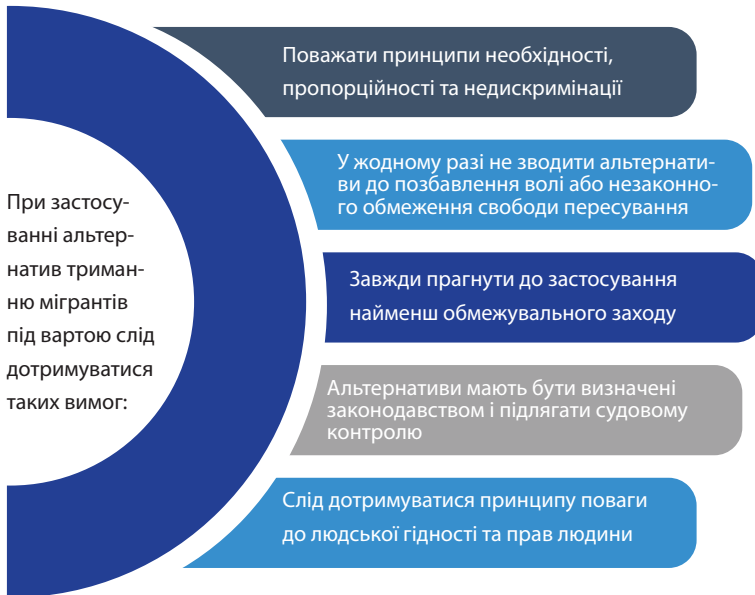 При застосу-
ванні альтер-
натив триман-
ню мігрантів
під вартою слід
дотримуватися
таких вимог:
Поважати принципи необхідності,
пропорційності та недискримінації
У жодному разі не зводити альтернати-
ви до позбавлення волі або незаконно-
го обмеження свободи пересування
Завжди прагнути до застосування
найменш обмежувального заходу
Альтернативи мають бути визначені
законодавством і підлягати судовому
контролю
Слід дотримуватися принципу поваги
до людської гідності та прав людини